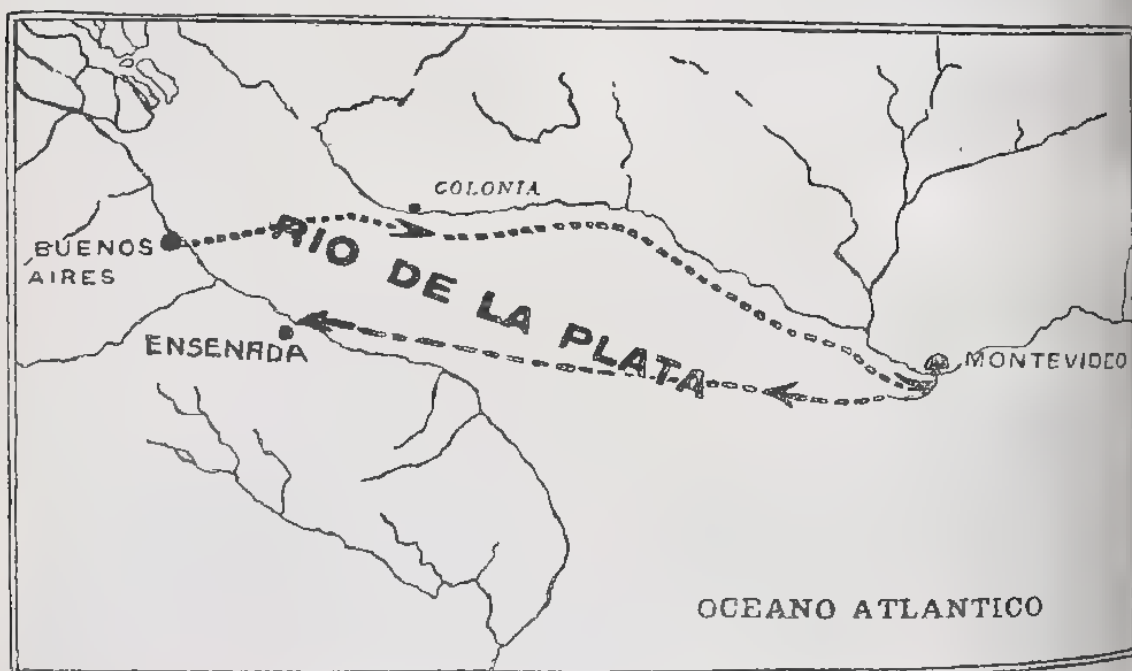 COLONIA
BUENOS
AIRES
RIO DE LA PLATA
ENSENADA
MONTEVIDEO
OCEANO ATLANTICO